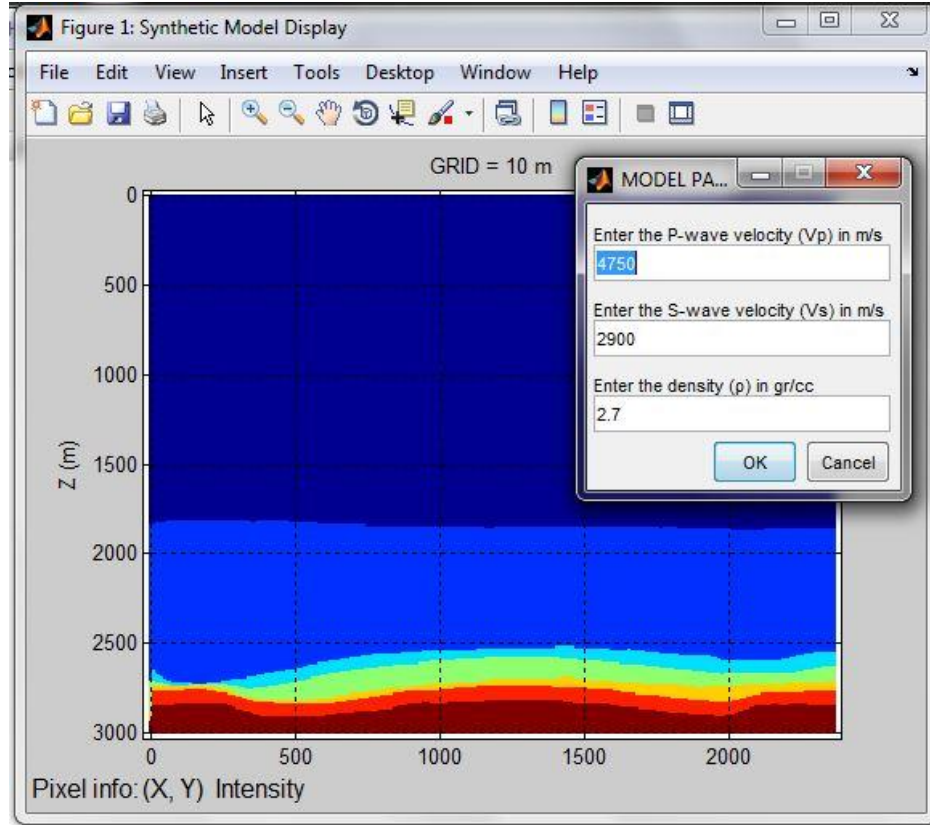 Figure 1: Synthetic Model Display
File Edit View Insert Tools Desktop Window Help
GRID = 10 m
MODEL PA...
Enter the P-wave velocity (Vp) in m/s
4750
Enter the S-wave velocity (Vs) in m/s
2900
Enter the density (ρ) in gr/cc
2.7
OK Cancel
Z (m)
0
500
1000
1500
2000
2500
3000
0 500 1000 1500 2000
Pixel info: (X, Y) Intensity